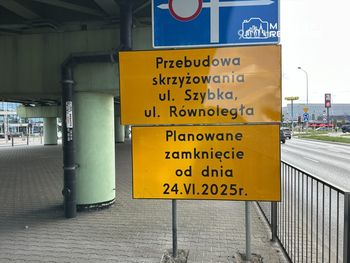 Przebudowa
skrzyżowania
ul. Szybka,
ul. Równoległa
Planowane
zamknięcie
od dnia
24.VI.2025r.